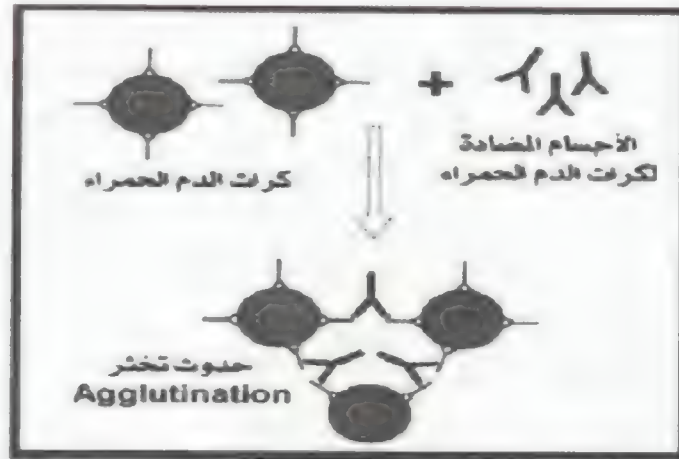 +
الأجسام المضادة
لكرات الدم الحمراء
كرات الدم الحمراء
حدوث تخثر
Agglutination